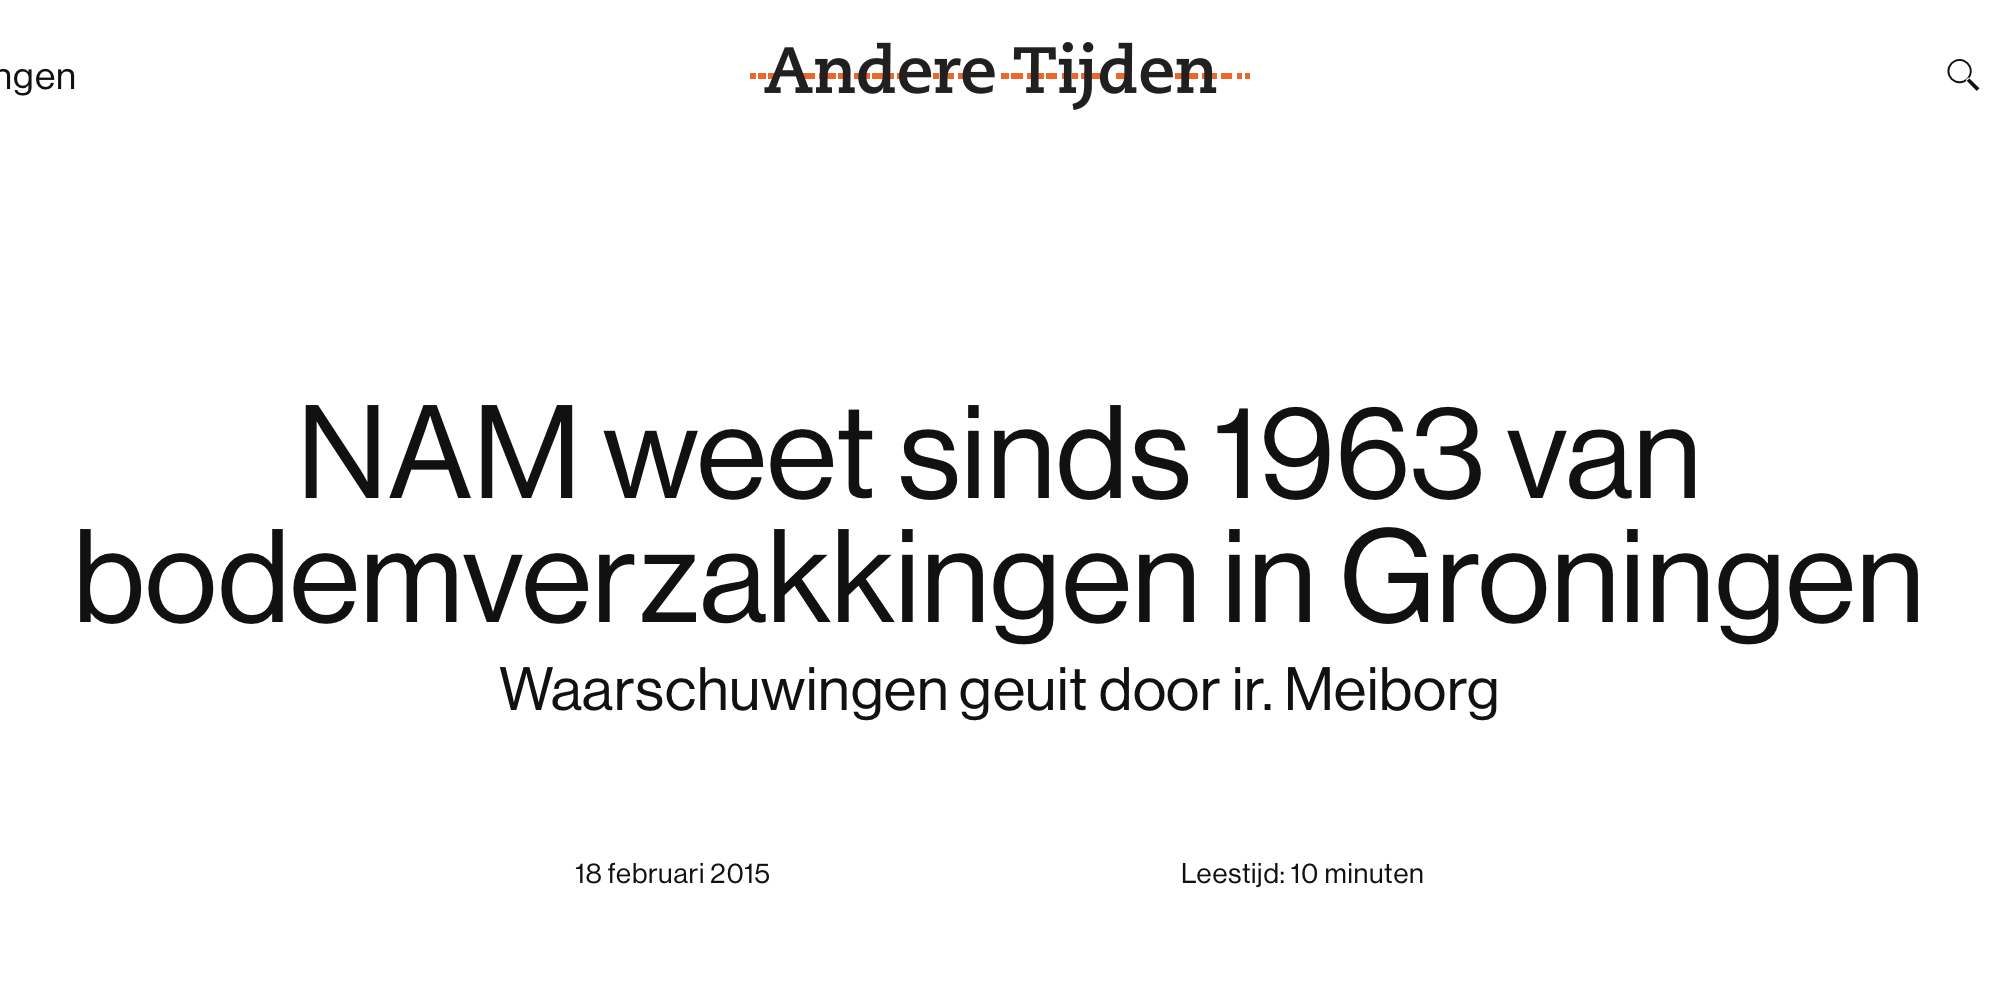 ngen
Andere Tijden
NAM weet sinds 1963 van
bodemverzakkingen in Groningen
Waarschuwingen geuit door ir. Meiborg
18 februari 2015
Leestijd: 10 minuten